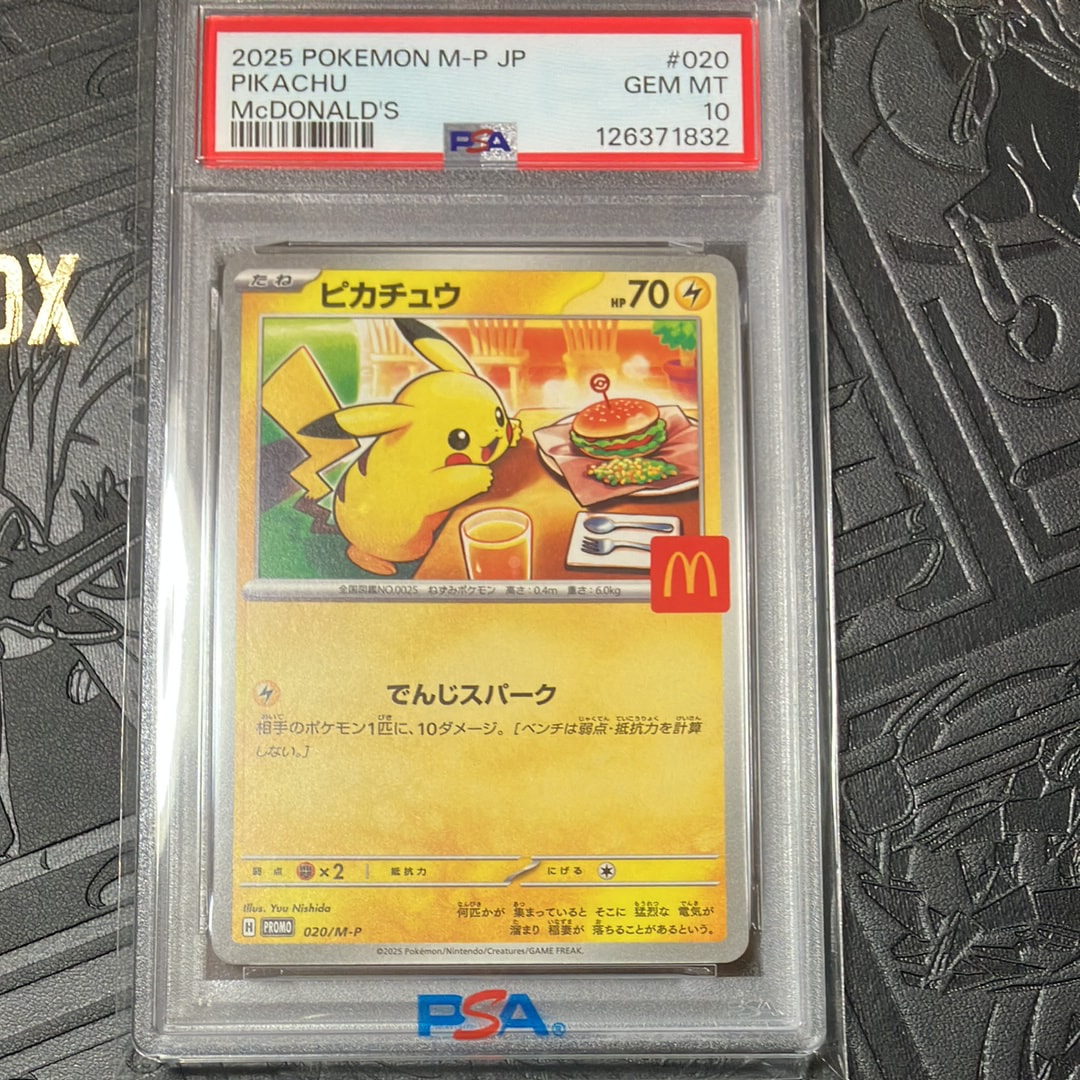 2025 POKEMON M-P JP #020
PIKACHU GEM MT
McDONALD'S 10
126371832
PSA
OX
たね ピカチュウ HP 70
全国図鑑NO.0025 ねずみポケモン 高さ:0.4m 重さ:6.0kg
でんじスパーク
相手のポケモン1匹に、10ダメージ。[ベンチは弱点・抵抗力を計算
しない。]
弱点 ×2 抵抗力 にげる
Illus. Yuu Nishida
何匹かが 集まっていると そこに 猛烈な 電気が
溜まり 稲妻が 落ちることがあるという。
H PROMO 020/M-P
©2025 Pokémon/Nintendo/Creatures/GAME FREAK.
PSA®